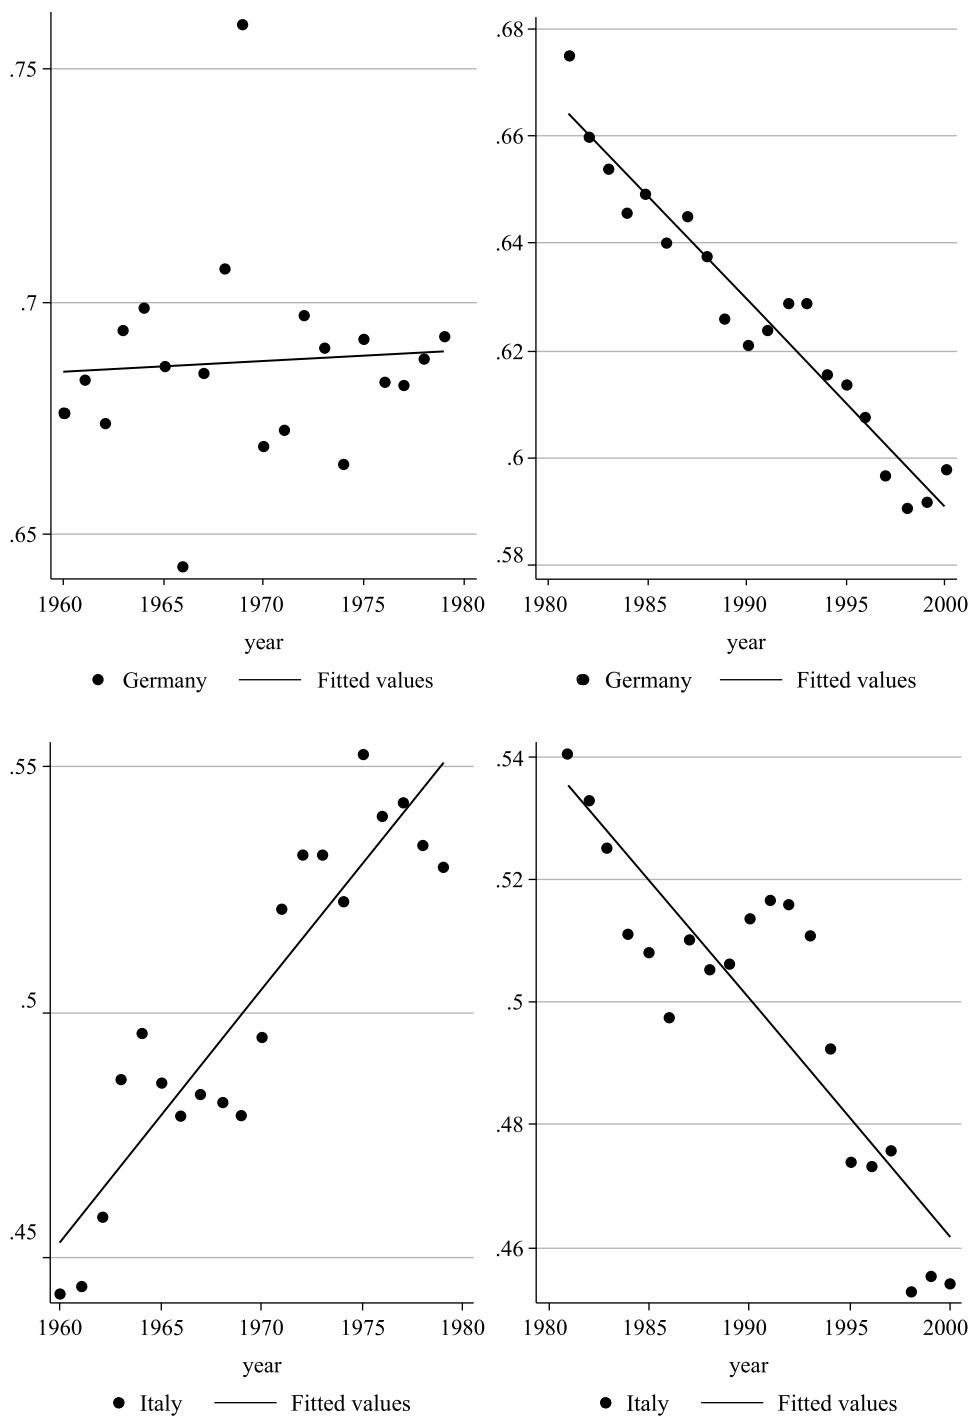 .75
.7
.65
1960 1965 1970 1975 1980
year
Germany Fitted values
.68
.66
.64
.62
.6
.58
1980 1985 1990 1995 2000
year
Germany Fitted values
.55
.5
.45
1960 1965 1970 1975 1980
year
Italy Fitted values
.54
.52
.5
.48
.46
1980 1985 1990 1995 2000
year
Italy Fitted values